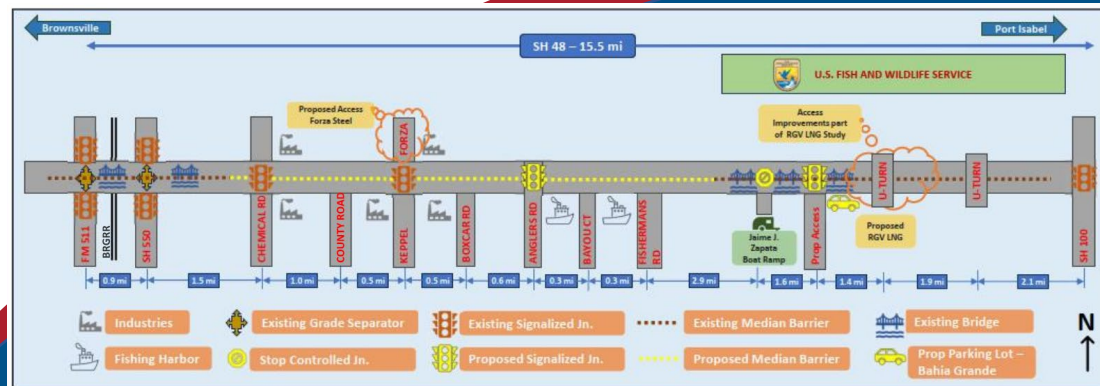 Brownsville
Port Isabel
SH 48 – 15.5 mi
U.S. FISH AND WILDLIFE SERVICE
Proposed Access
Forza Steel
Access
Improvements part
of RGV LNG Study
FORZA
U-TURN
U-TURN
FM 511
BRGRR
SH 550
CHEMICAL RD
COUNTY ROAD
KEPPEL
BOXCAR RD
ANGLERS RD
BAYOU CT
FISHERMANS
RD
Jaime J.
Zapata
Boat Ramp
Prop Access
Proposed
RGV LNG
SH 100
0.9 mi
1.5 mi
1.0 mi
0.5 mi
0.5 mi
0.6 mi
0.3 mi
0.3 mi
2.9 mi
1.6 mi
1.4 mi
1.9 mi
2.1 mi
Industries
Existing Grade Separator
Existing Signalized Jn.
Existing Median Barrier
Existing Bridge
N
Fishing Harbor
Stop Controlled Jn.
Proposed Signalized Jn.
Proposed Median Barrier
Prop Parking Lot –
Bahia Grande